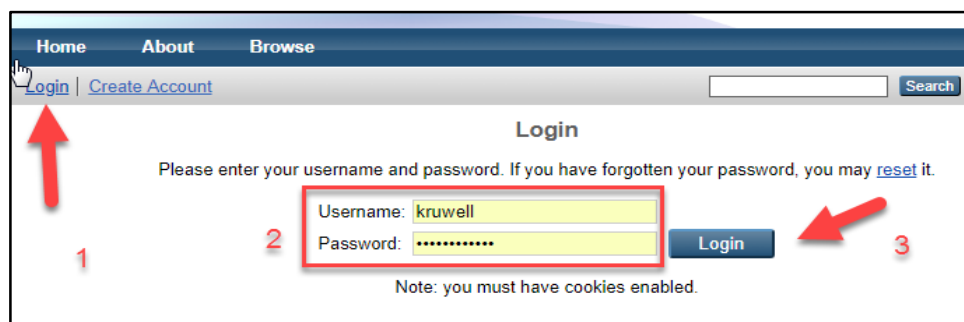 Home About Browse
Login | Create Account Search
Login
Please enter your username and password. If you have forgotten your password, you may reset it.
Username: kruwell
2 Password: •••••••••••• Login 3
1
Note: you must have cookies enabled.